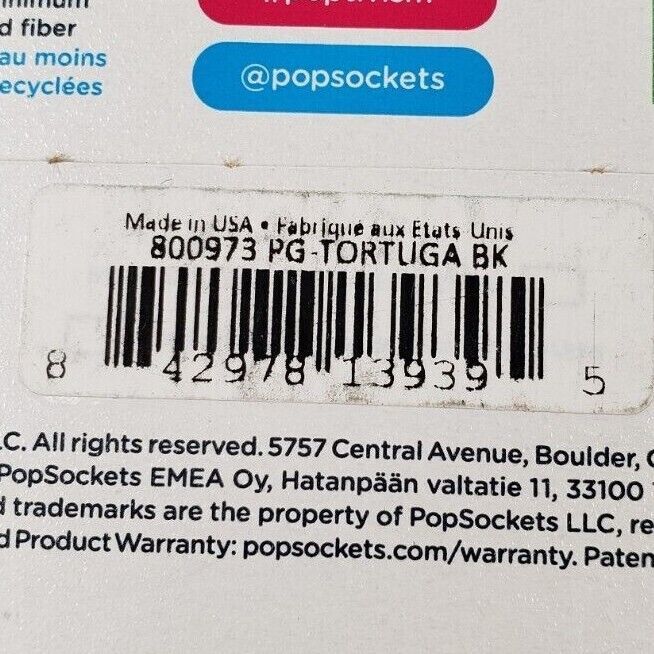 d fiber
au moins
ecyclées
@popsockets
Made in USA • Fabriqué aux Etats Unis
800973 PG-TORTUGA BK
8 42978 13939 5
C. All rights reserved. 5757 Central Avenue, Boulder, C
PopSockets EMEA Oy, Hatanpään valtatie 11, 33100
d trademarks are the property of PopSockets LLC, re
d Product Warranty: popsockets.com/warranty. Paten